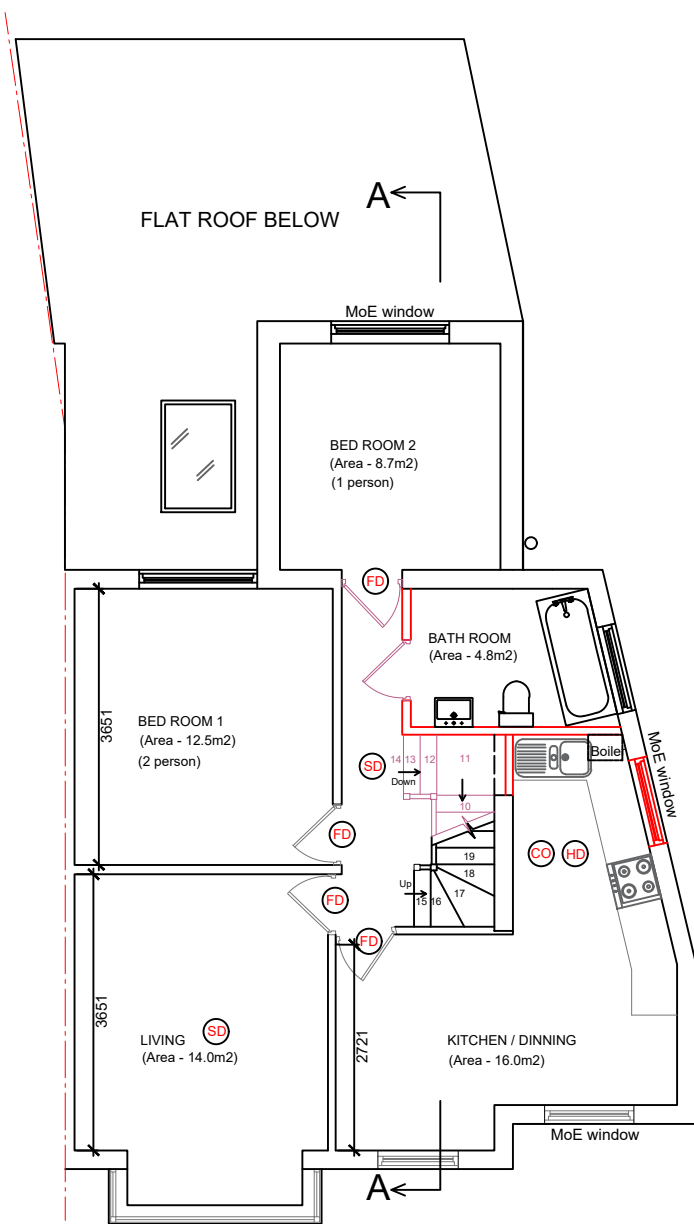 A
FLAT ROOF BELOW
MoE window
BED ROOM 2
(Area - 8.7m2)
(1 person)
FD
BATH ROOM
(Area - 4.8m2)
3651
BED ROOM 1
(Area - 12.5m2)
(2 person)
MoE window
Boiler
SD
14 13 12 11
Down
10
FD
CO HD
19
18
17
Up
15 16
FD
FD
3651
SD
LIVING
(Area - 14.0m2)
2721
KITCHEN / DINNING
(Area - 16.0m2)
MoE window
A